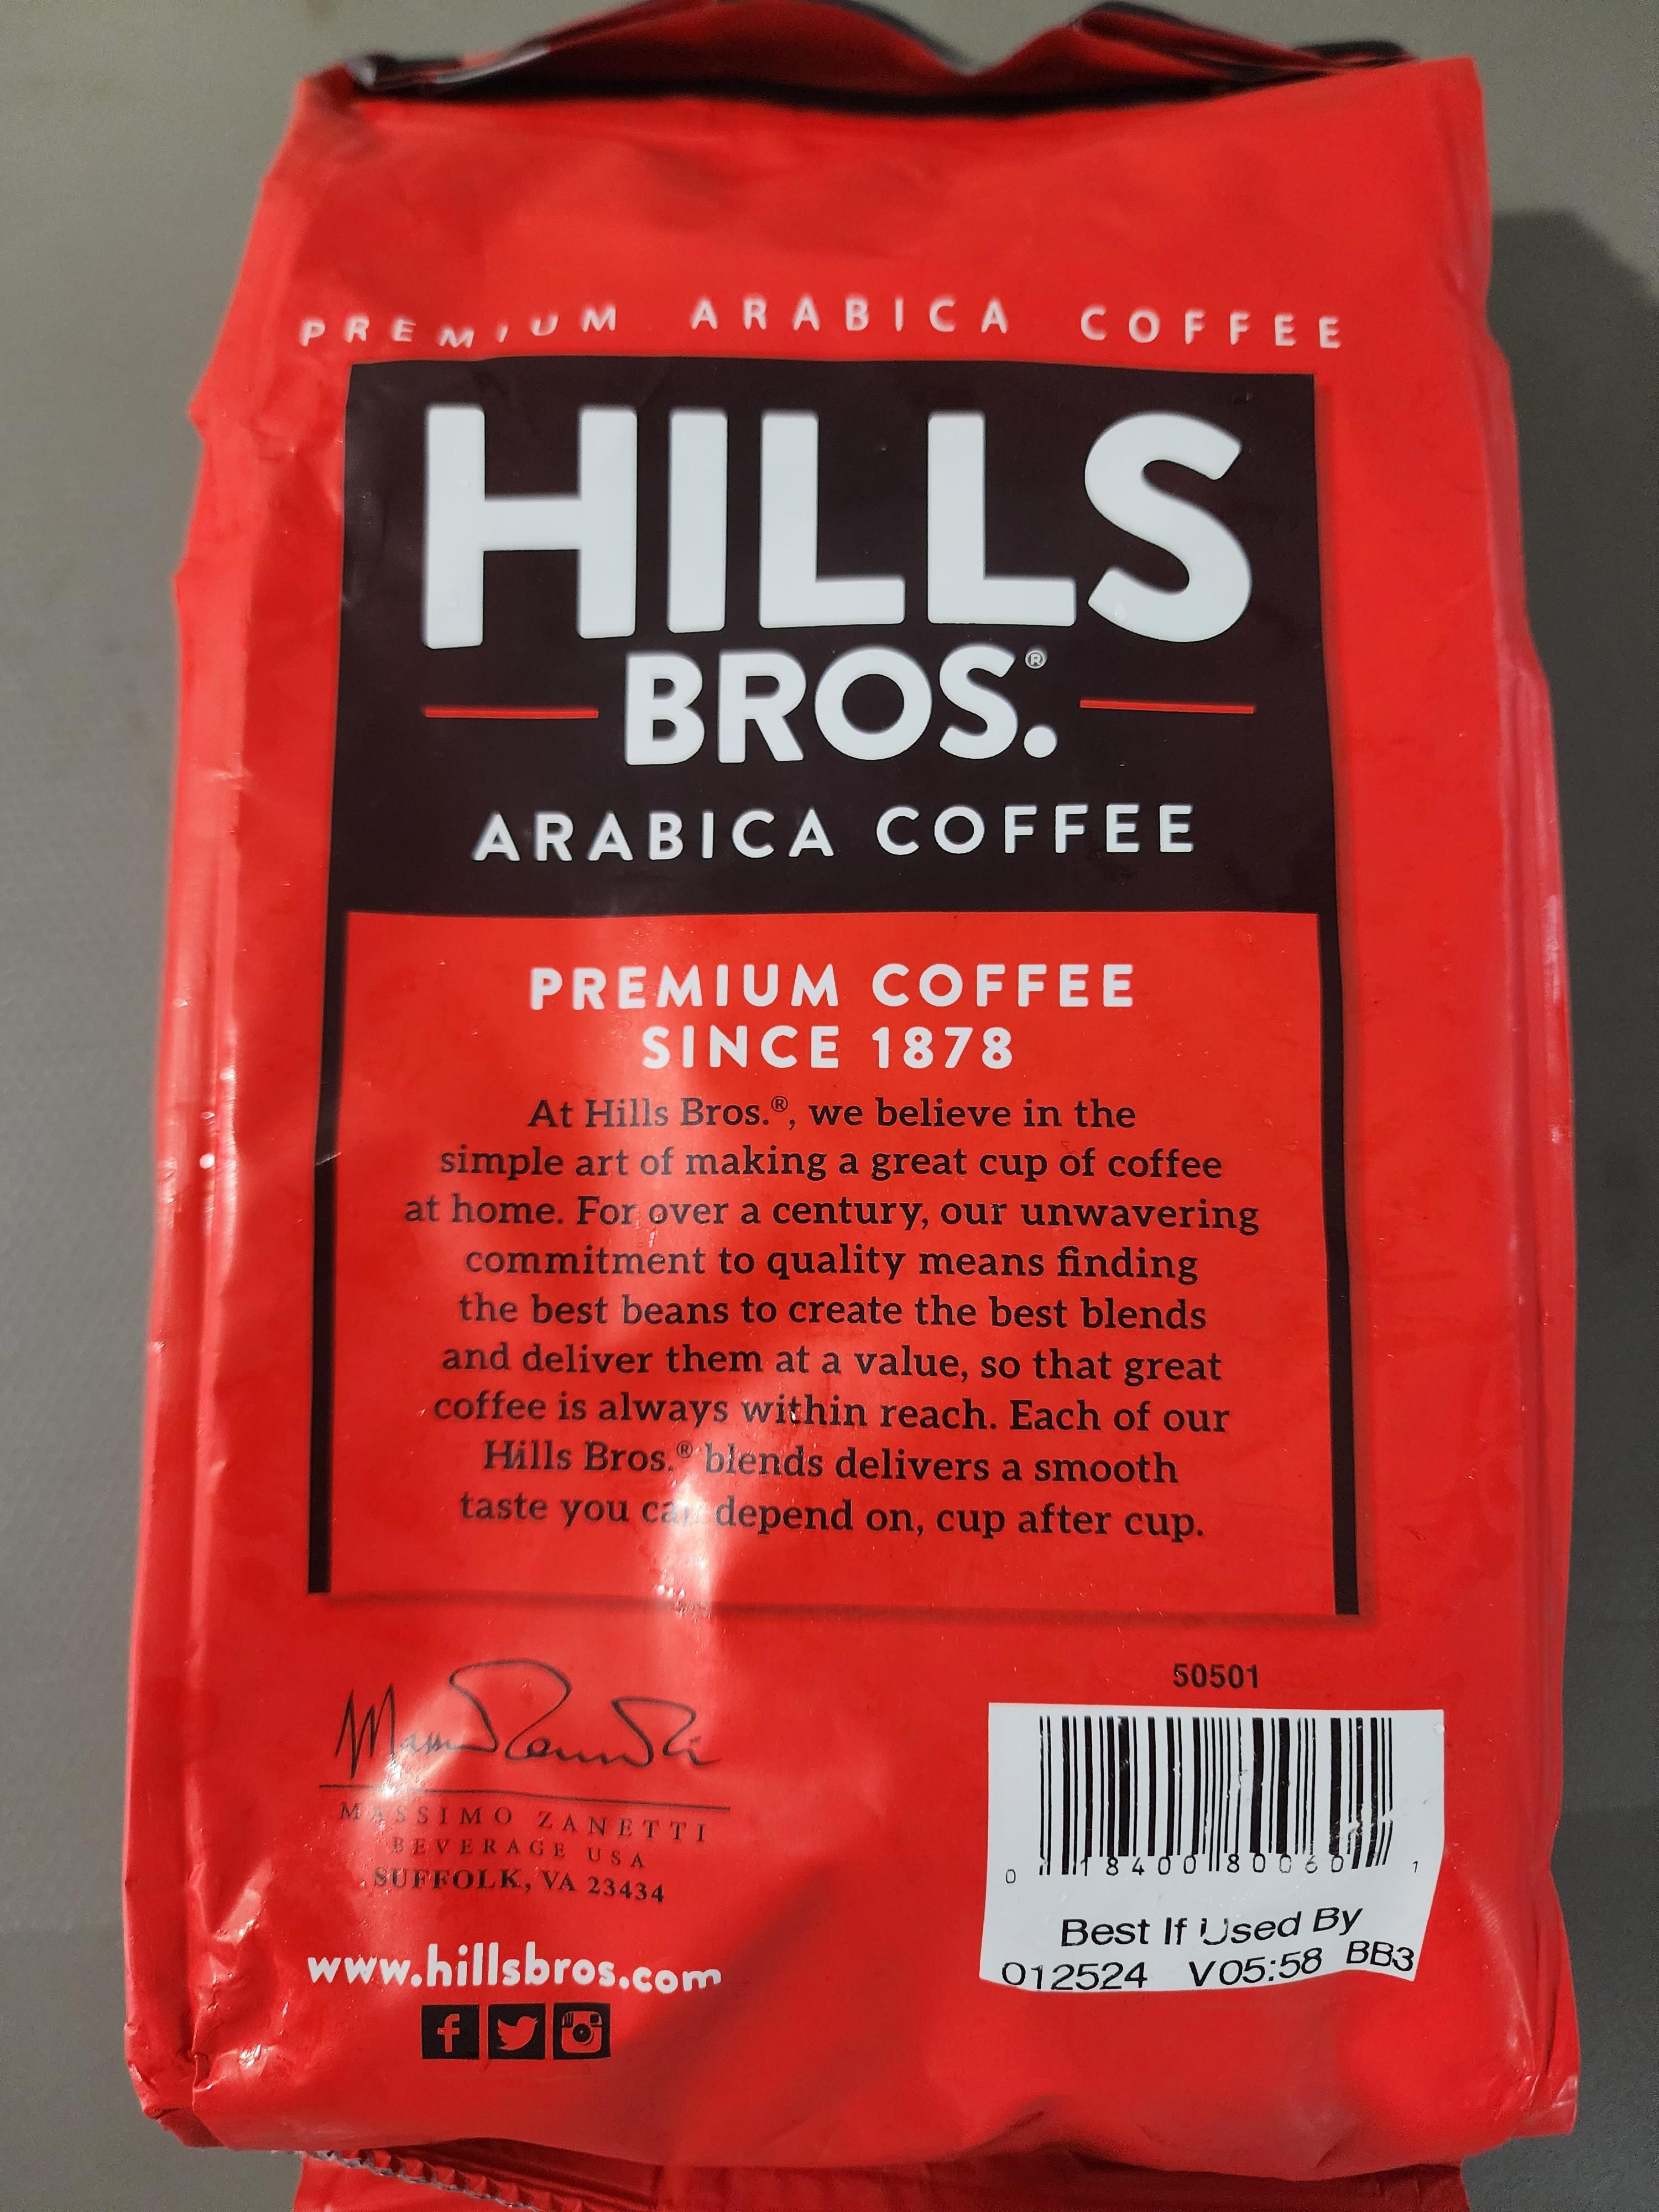 PREMIUM ARABICA COFFEE
HILLS
BROS.®
ARABICA COFFEE
PREMIUM COFFEE
SINCE 1878
At Hills Bros.®, we believe in the
simple art of making a great cup of coffee
at home. For over a century, our unwavering
commitment to quality means finding
the best beans to create the best blends
and deliver them at a value, so that great
coffee is always within reach. Each of our
Hills Bros.® blends delivers a smooth
taste you can depend on, cup after cup.
50501
MASSIMO ZANETTI
BEVERAGE USA
SUFFOLK, VA 23434
0 18400 80060 1
Best If Used By
012524 V05:58 BB3
www.hillsbros.com